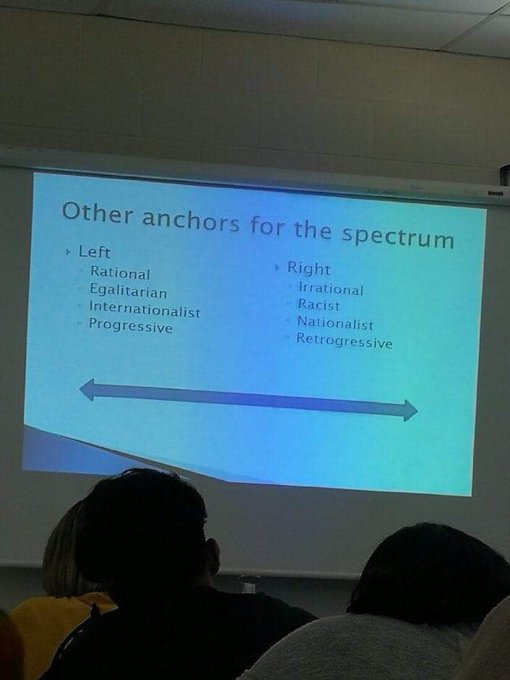 Other anchors for the spectrum
Left
Rational
Egalitarian
Internationalist
Progressive
Right
Irrational
Racist
Nationalist
Retrogressive